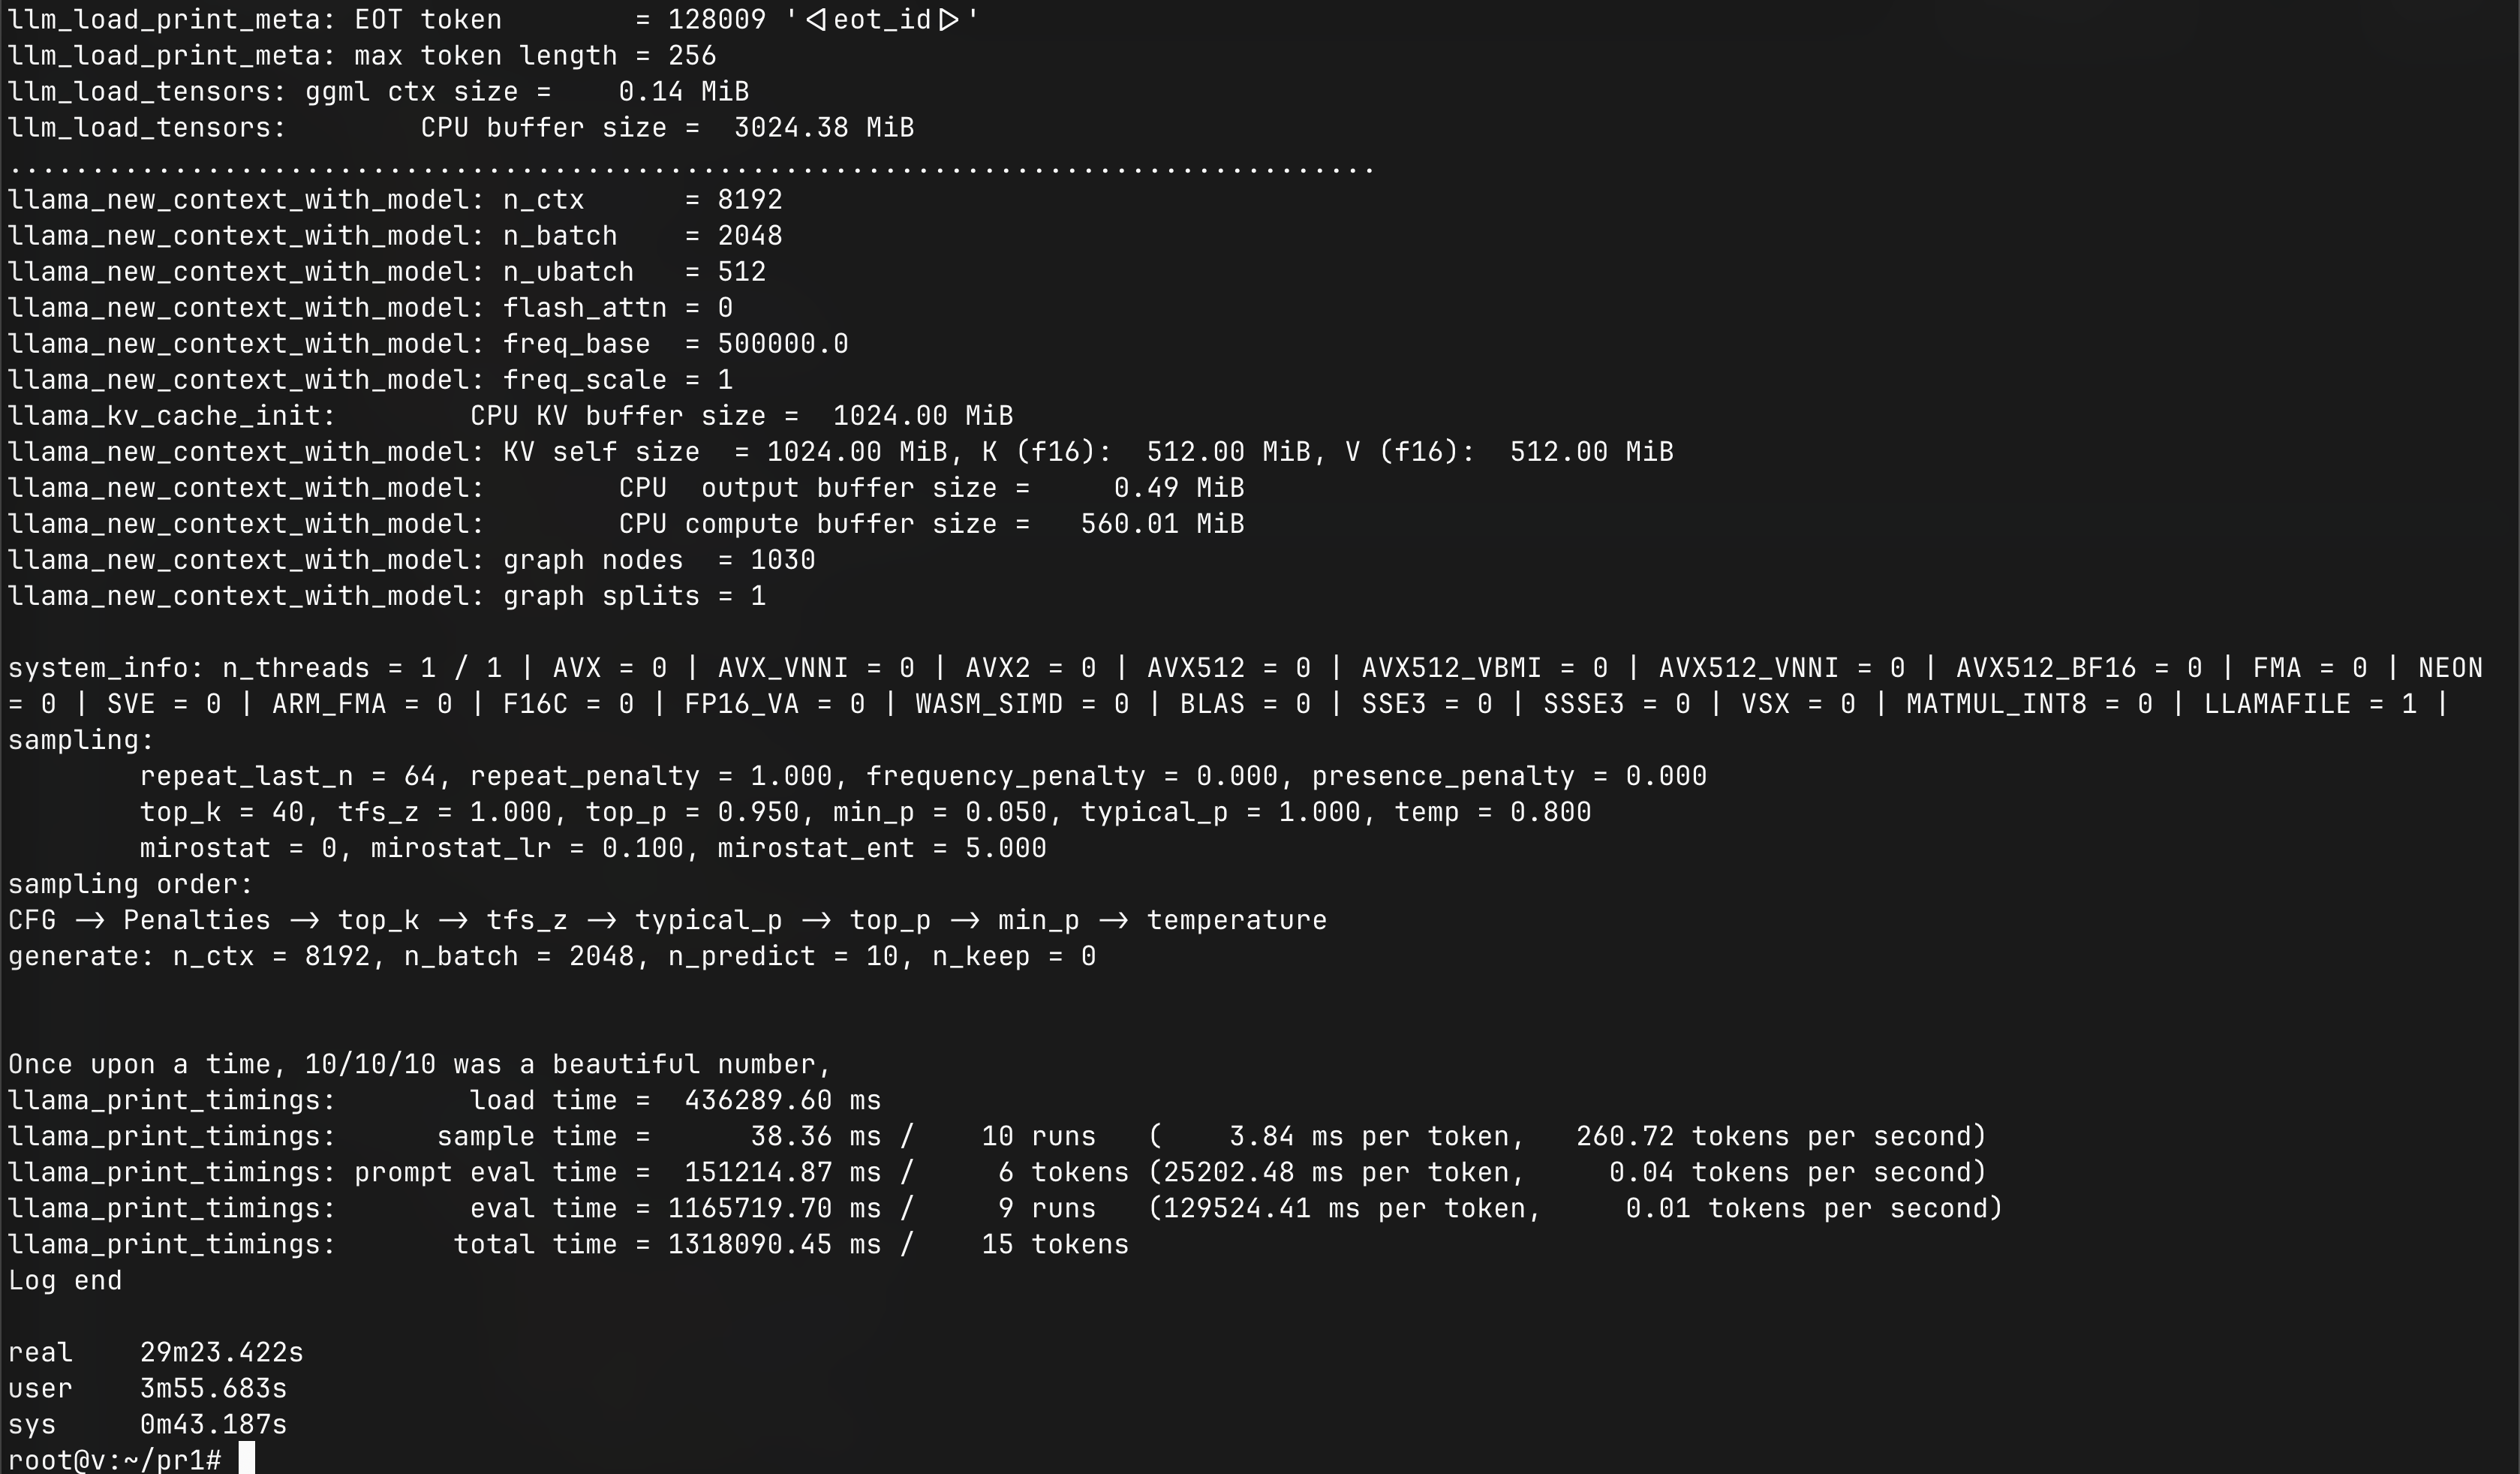 llm_load_print_meta: EOT token        = 128009 '<|eot_id|>'
llm_load_print_meta: max token length = 256
llm_load_tensors: ggml ctx size =    0.14 MiB
llm_load_tensors:        CPU buffer size =  3024.38 MiB
...................................................................................
llama_new_context_with_model: n_ctx      = 8192
llama_new_context_with_model: n_batch    = 2048
llama_new_context_with_model: n_ubatch   = 512
llama_new_context_with_model: flash_attn = 0
llama_new_context_with_model: freq_base  = 500000.0
llama_new_context_with_model: freq_scale = 1
llama_kv_cache_init:        CPU KV buffer size =  1024.00 MiB
llama_new_context_with_model: KV self size  = 1024.00 MiB, K (f16):  512.00 MiB, V (f16):  512.00 MiB
llama_new_context_with_model:        CPU  output buffer size =     0.49 MiB
llama_new_context_with_model:        CPU compute buffer size =   560.01 MiB
llama_new_context_with_model: graph nodes  = 1030
llama_new_context_with_model: graph splits = 1

system_info: n_threads = 1 / 1 | AVX = 0 | AVX_VNNI = 0 | AVX2 = 0 | AVX512 = 0 | AVX512_VBMI = 0 | AVX512_VNNI = 0 | AVX512_BF16 = 0 | FMA = 0 | NEON
= 0 | SVE = 0 | ARM_FMA = 0 | F16C = 0 | FP16_VA = 0 | WASM_SIMD = 0 | BLAS = 0 | SSE3 = 0 | SSSE3 = 0 | VSX = 0 | MATMUL_INT8 = 0 | LLAMAFILE = 1 |
sampling:
        repeat_last_n = 64, repeat_penalty = 1.000, frequency_penalty = 0.000, presence_penalty = 0.000
        top_k = 40, tfs_z = 1.000, top_p = 0.950, min_p = 0.050, typical_p = 1.000, temp = 0.800
        mirostat = 0, mirostat_lr = 0.100, mirostat_ent = 5.000
sampling order:
CFG -> Penalties -> top_k -> tfs_z -> typical_p -> top_p -> min_p -> temperature
generate: n_ctx = 8192, n_batch = 2048, n_predict = 10, n_keep = 0

Once upon a time, 10/10/10 was a beautiful number,
llama_print_timings:        load time =  436289.60 ms
llama_print_timings:      sample time =      38.36 ms /    10 runs   (    3.84 ms per token,   260.72 tokens per second)
llama_print_timings: prompt eval time =  151214.87 ms /     6 tokens (25202.48 ms per token,     0.04 tokens per second)
llama_print_timings:        eval time = 1165719.70 ms /     9 runs   (129524.41 ms per token,     0.01 tokens per second)
llama_print_timings:       total time = 1318090.45 ms /    15 tokens
Log end

real    29m23.422s
user    3m55.683s
sys     0m43.187s
root@v:~/pr1#